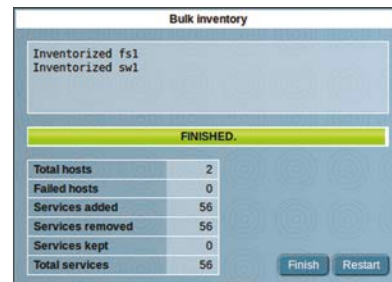 Bulk inventory
Inventorized fs1
Inventorized sw1
FINISHED.
Total hosts 2
Failed hosts 0
Services added 56
Services removed 56
Services kept 0
Total services 56
Finish Restart